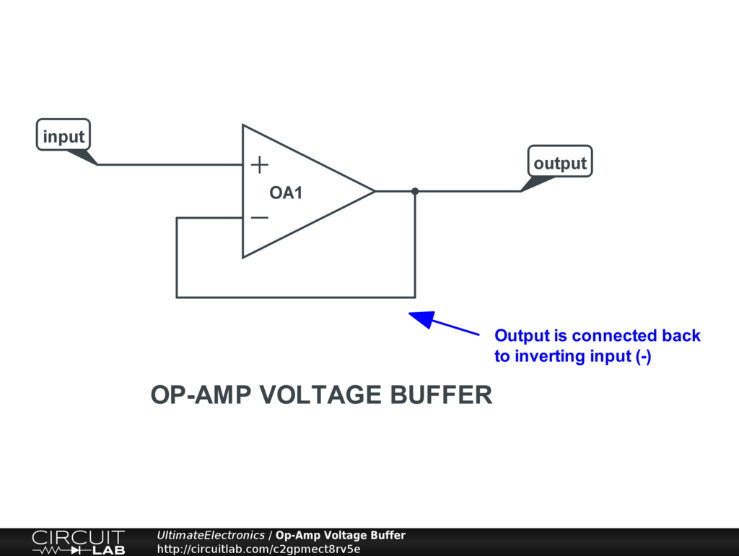 input
output
+
OA1
−
Output is connected back
to inverting input (-)
OP-AMP VOLTAGE BUFFER
CIRCUIT
LAB
UltimateElectronics / Op-Amp Voltage Buffer
http://circuitlab.com/c2gpmect8rv5e